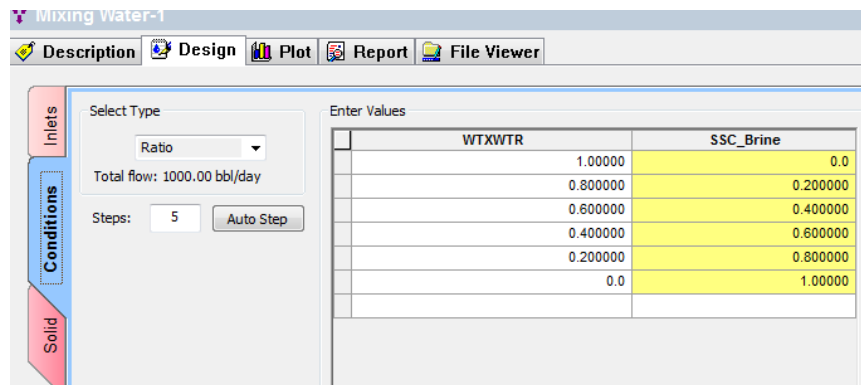 Mixing Water-1
Description Design Plot Report File Viewer
Inlets
Conditions
Solid
Select Type
Ratio
Total flow: 1000.00 bbl/day
Steps: 5 Auto Step
Enter Values
WTXWTR SSC_Brine
1.00000 0.0
0.800000 0.200000
0.600000 0.400000
0.400000 0.600000
0.200000 0.800000
0.0 1.00000